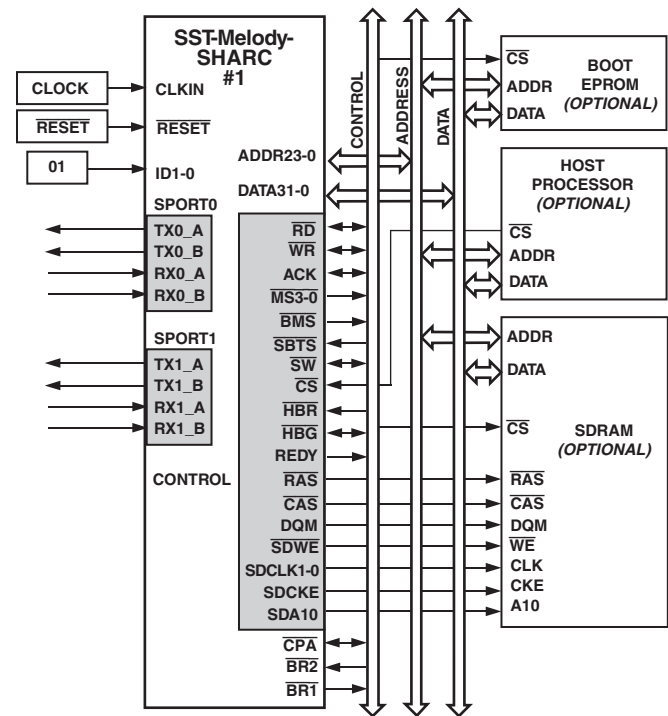 SST-Melody-
SHARC
#1
CLOCK
CLKIN
RESET
RESET
01
ID1-0
ADDR23-0
DATA31-0
SPORT0
TX0_A
TX0_B
RX0_A
RX0_B
SPORT1
TX1_A
TX1_B
RX1_A
RX1_B
CONTROL
RD
WR
ACK
MS3-0
BMS
SBTS
SW
CS
HBR
HBG
REDY
RAS
CAS
DQM
SDWE
SDCLK1-0
SDCKE
SDA10
CPA
BR2
BR1
CONTROL
ADDRESS
DATA
CS
BOOT
EPROM
(OPTIONAL)
ADDR
DATA
HOST
PROCESSOR
(OPTIONAL)
CS
ADDR
DATA
ADDR
DATA
SDRAM
(OPTIONAL)
CS
RAS
CAS
DQM
WE
CLK
CKE
A10